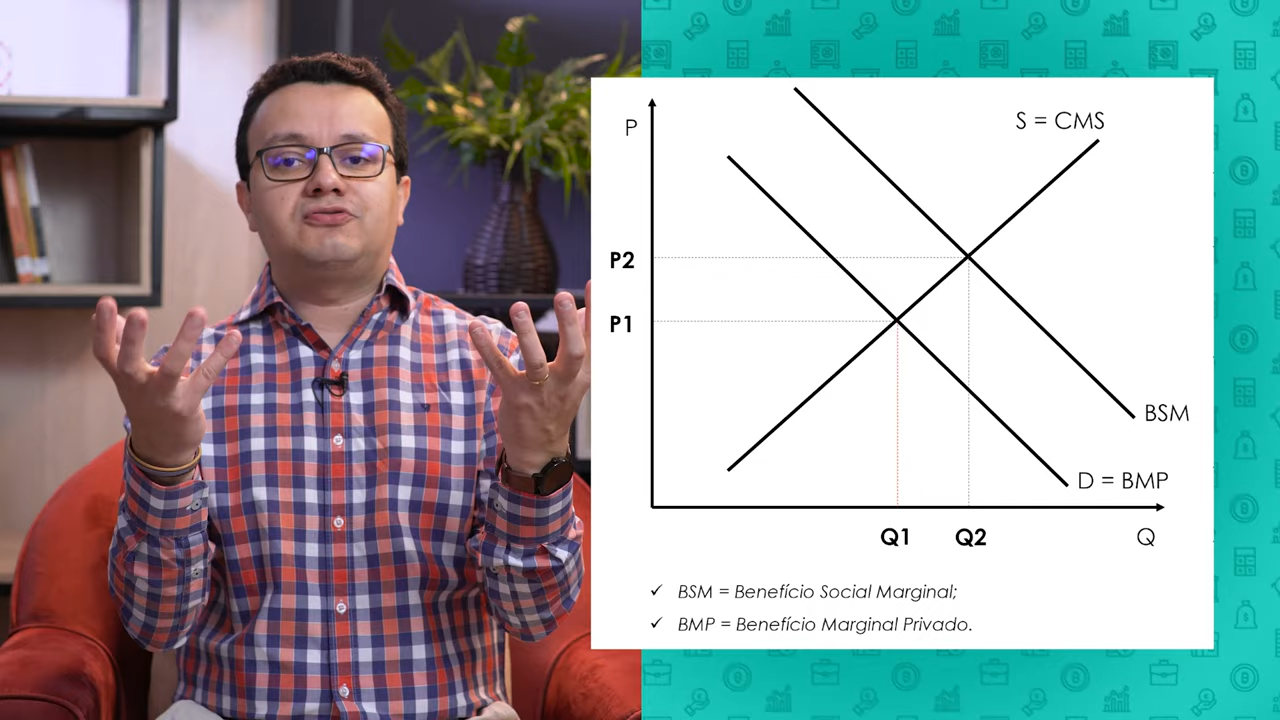 P
S = CMS
P2
P1
BSM
D = BMP
Q1
Q2
Q
✓ BSM = Benefício Social Marginal;
✓ BMP = Benefício Marginal Privado.